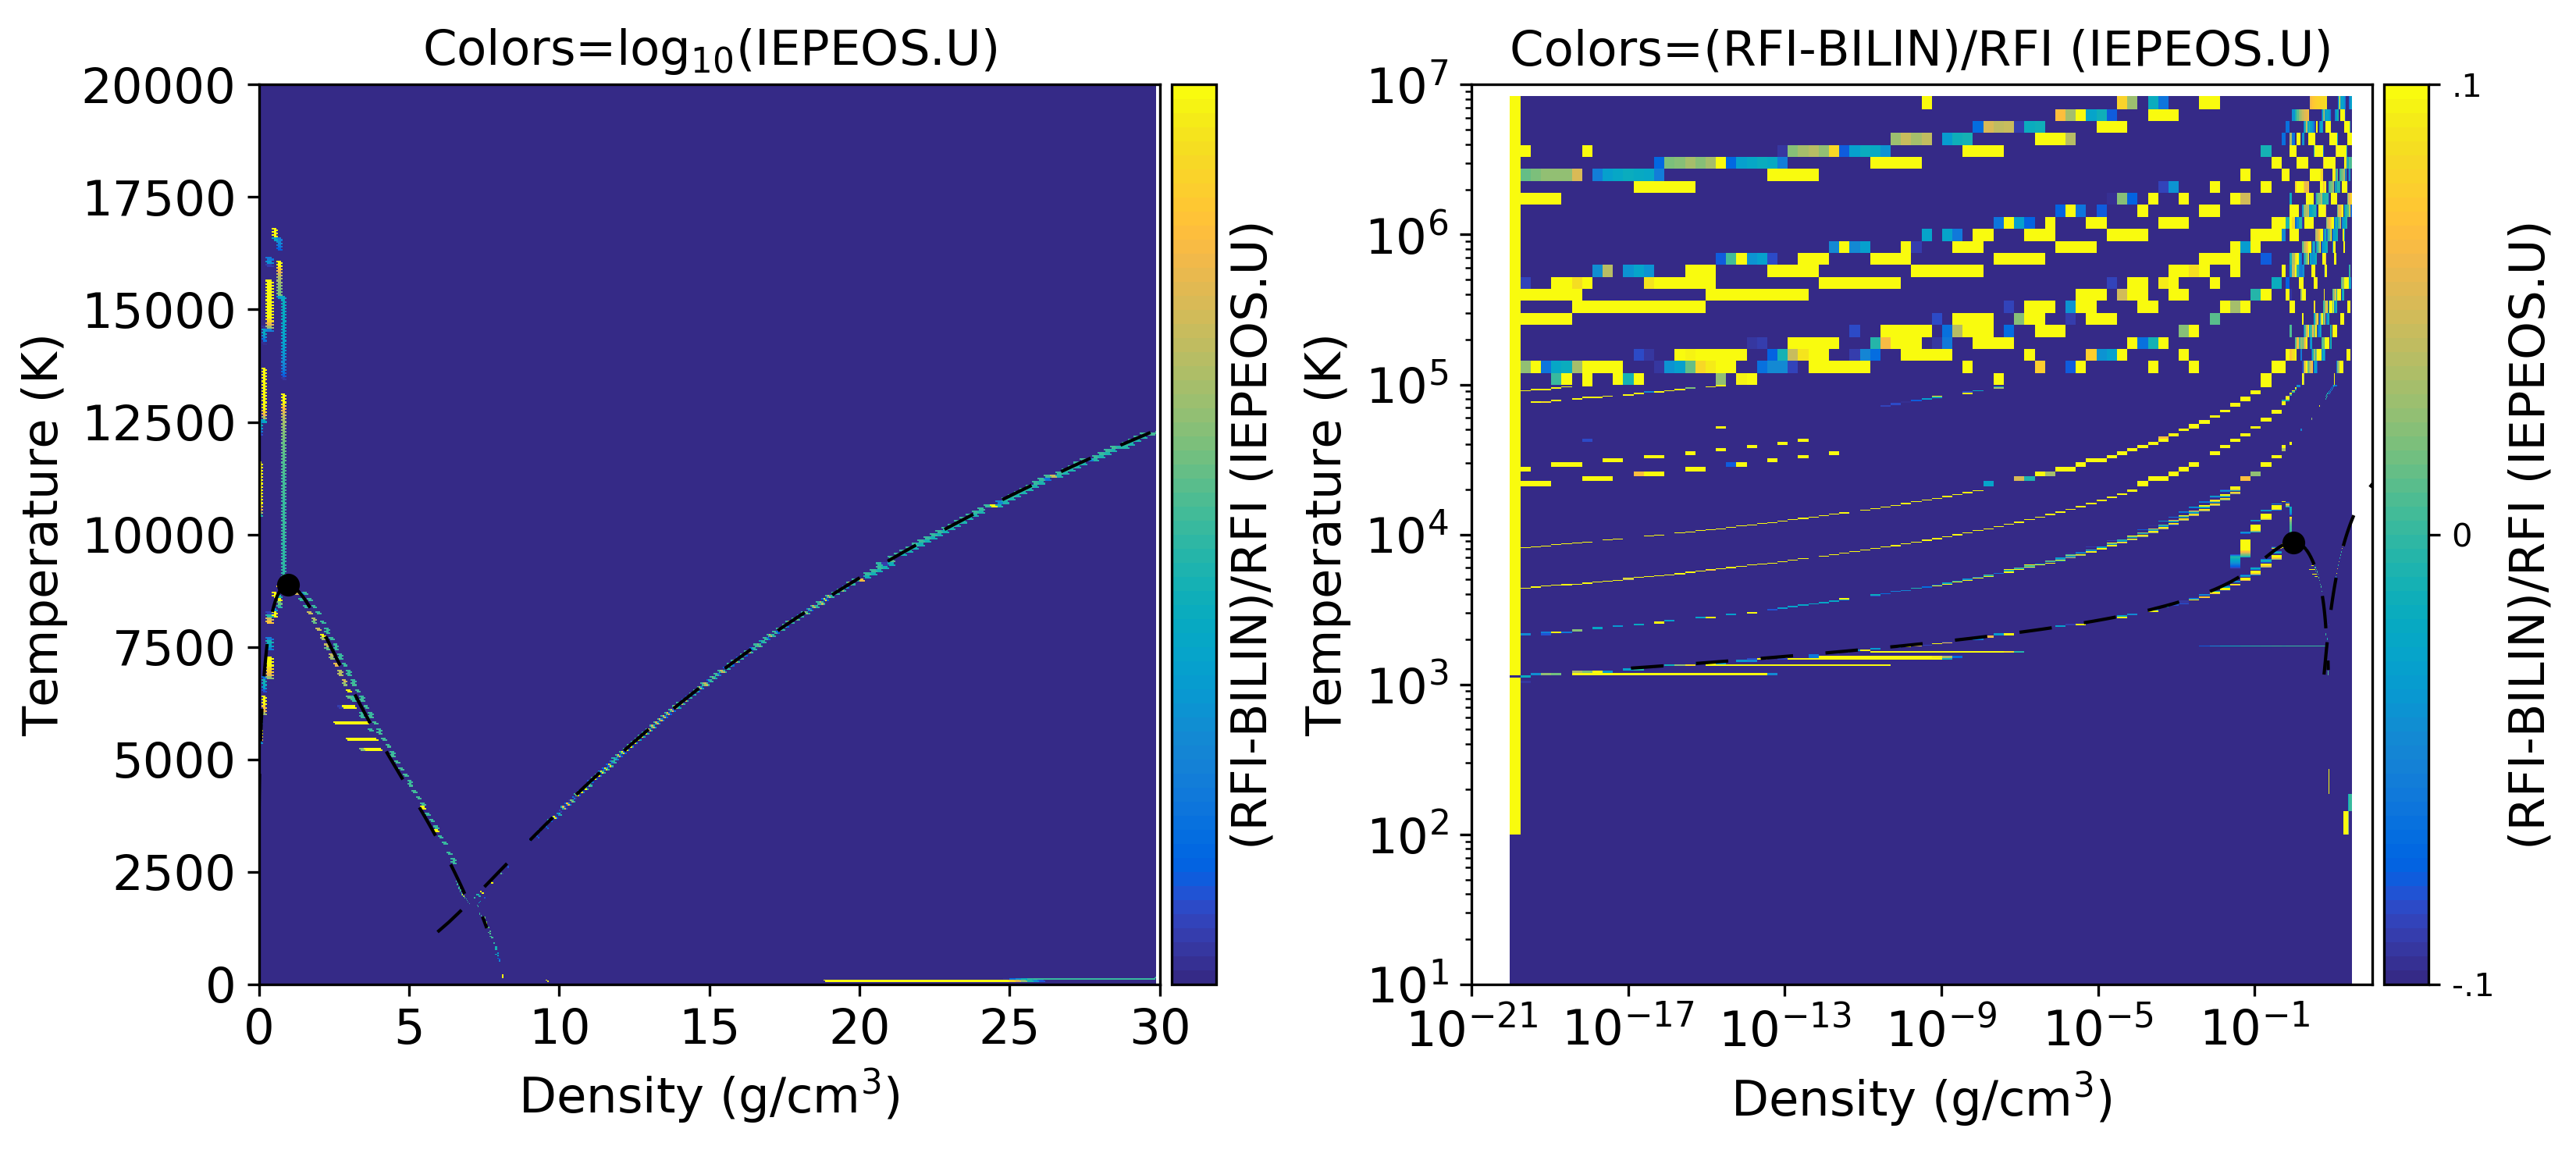 Colors=log₁₀(IEPEOS.U)
20000
17500
15000
12500
10000
7500
5000
2500
0
Temperature (K)
0 5 10 15 20 25 30
Density (g/cm³)
(RFI-BILIN)/RFI (IEPEOS.U)
Colors=(RFI-BILIN)/RFI (IEPEOS.U)
10⁷
10⁶
10⁵
10⁴
10³
10²
10¹
Temperature (K)
10⁻²¹ 10⁻¹⁷ 10⁻¹³ 10⁻⁹ 10⁻⁵ 10⁻¹
Density (g/cm³)
.1
0
-.1
(RFI-BILIN)/RFI (IEPEOS.U)